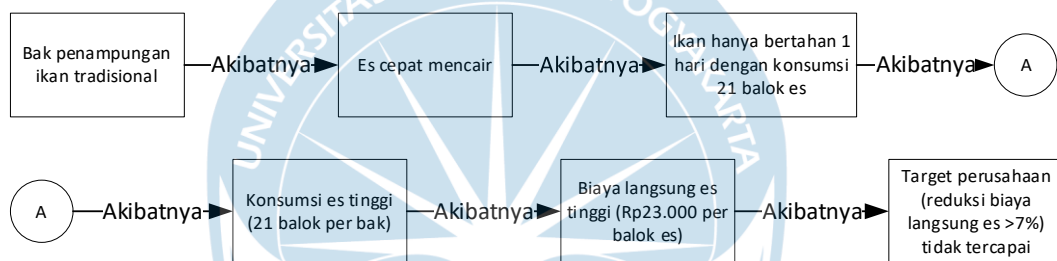 UNIVERSITAS
YOGYAKARTA
Bak penampungan
ikan tradisional
Akibatnya
Es cepat mencair
Akibatnya
Ikan hanya bertahan 1
hari dengan konsumsi
21 balok es
Akibatnya
A
A
Akibatnya
Konsumsi es tinggi
(21 balok per bak)
Akibatnya
Biaya langsung es
tinggi (Rp23.000 per
balok es)
Akibatnya
Target perusahaan
(reduksi biaya
langsung es >7%)
tidak tercapai